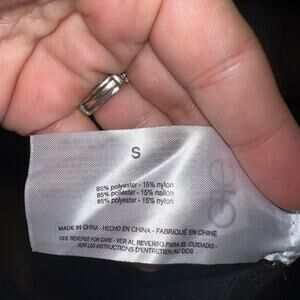 S
85% polyester - 15% nylon
85% poliester - 15% nailon
85% polyester - 15% nylon
MADE IN CHINA - HECHO EN CHINA - FABRIQUÉ EN CHINE
SEE REVERSE FOR CARE - VER AL REVERSO PARA EL CUIDADO -
VOIR LES INSTRUCTIONS D'ENTRETIEN AU DOS